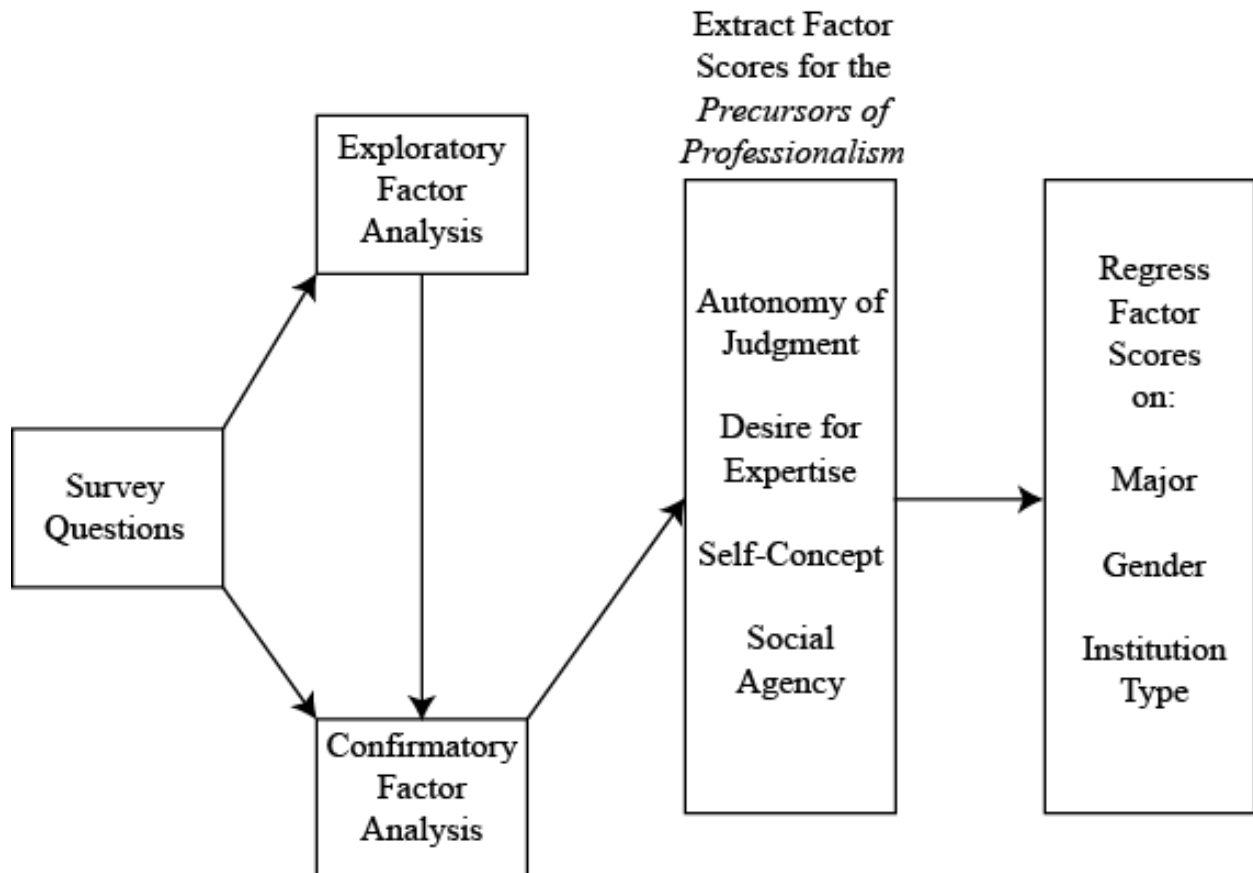 Survey
Questions
Exploratory
Factor
Analysis
Confirmatory
Factor
Analysis
Extract Factor
Scores for the
Precursors of
Professionalism
Autonomy of
Judgment
Desire for
Expertise
Self-Concept
Social
Agency
Regress
Factor
Scores
on:
Major
Gender
Institution
Type